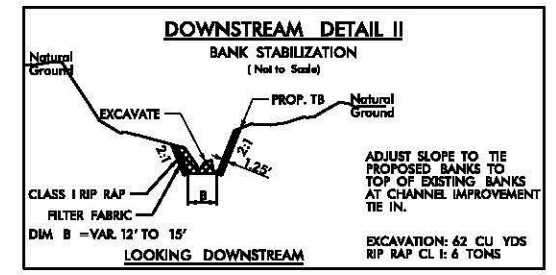 DOWNSTREAM DETAIL II
BANK STABILIZATION
(Not to Scale)
Natural
Ground
PROP. TB
Natural
Ground
EXCAVATE
2:1
2:1
1.25'
B
CLASS I RIP RAP
FILTER FABRIC
DIM B =VAR. 12' TO 15'
LOOKING DOWNSTREAM
ADJUST SLOPE TO TIE
PROPOSED BANKS TO
TOP OF EXISTING BANKS
AT CHANNEL IMPROVEMENT
TIE IN.
EXCAVATION: 62 CU YDS
RIP RAP CL I: 6 TONS